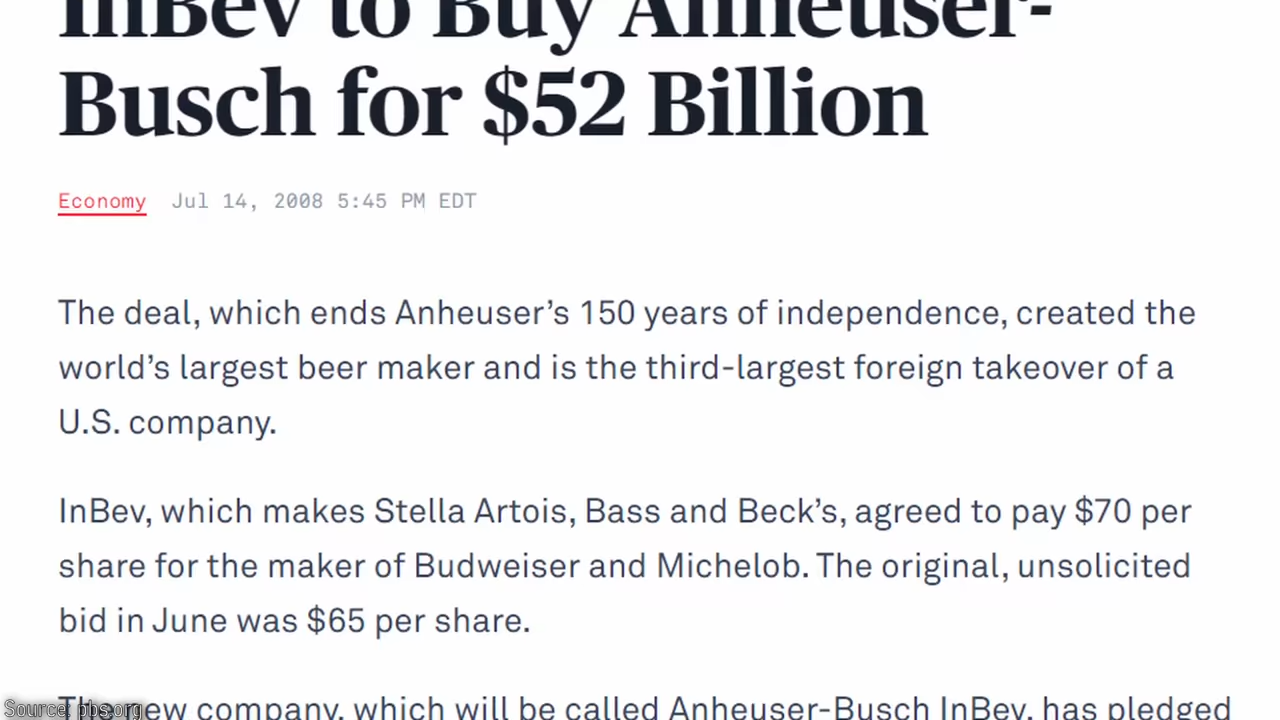 InBev to Buy Anheuser-
Busch for $52 Billion
Economy Jul 14, 2008 5:45 PM EDT
The deal, which ends Anheuser’s 150 years of independence, created the
world’s largest beer maker and is the third-largest foreign takeover of a
U.S. company.
InBev, which makes Stella Artois, Bass and Beck’s, agreed to pay $70 per
share for the maker of Budweiser and Michelob. The original, unsolicited
bid in June was $65 per share.
The new company, which will be called Anheuser-Busch InBev, has pledged
Source: pbs.org